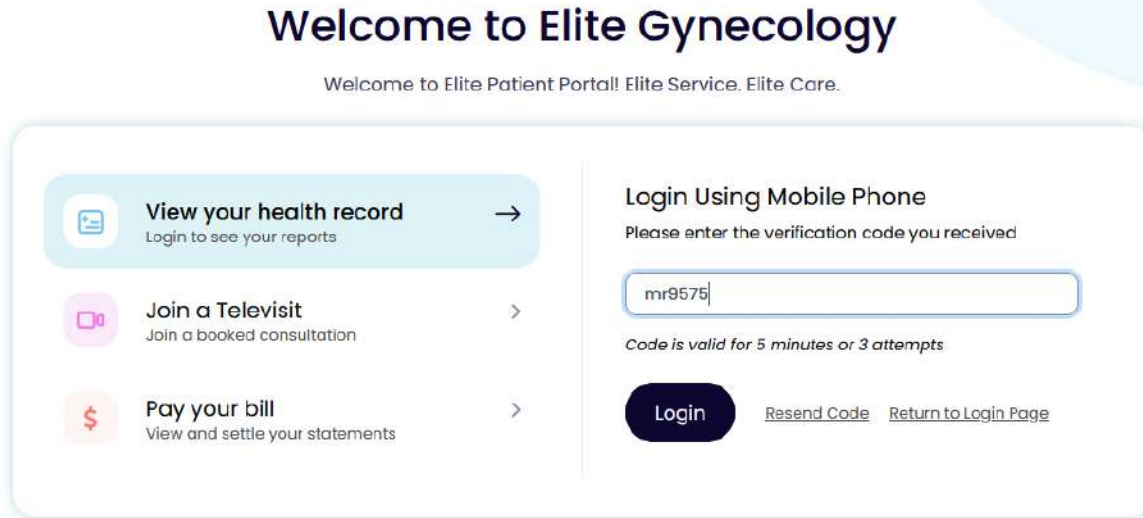 Welcome to Elite Gynecology
Welcome to Elite Patient Portal! Elite Service. Elite Care.
View your health record
Login to see your reports
Join a Televisit
Join a booked consultation
Pay your bill
View and settle your statements
Login Using Mobile Phone
Please enter the verification code you received
mr9575
Code is valid for 5 minutes or 3 attempts
Login
Resend Code
Return to Login Page